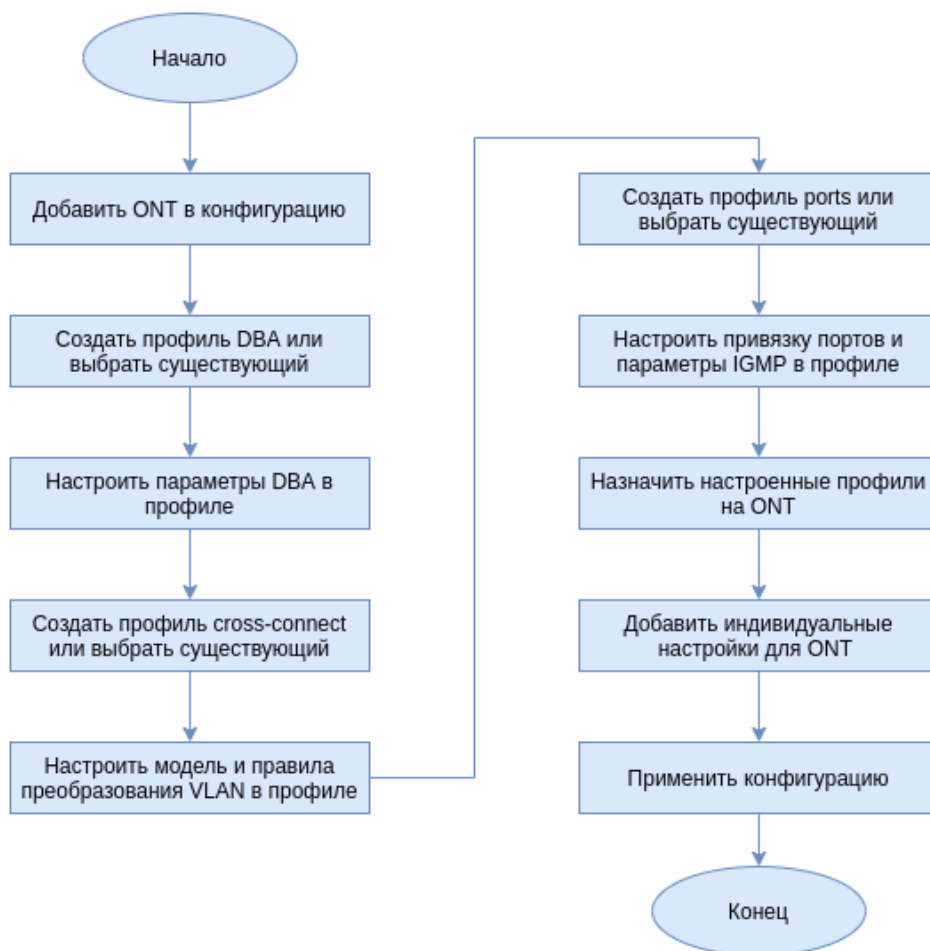 Начало
Добавить ONT в конфигурацию
Создать профиль DBA или
выбрать существующий
Настроить параметры DBA в
профиле
Создать профиль cross-connect
или выбрать существующий
Настроить модель и правила
преобразования VLAN в профиле
Создать профиль ports или
выбрать существующий
Настроить привязку портов и
параметры IGMP в профиле
Назначить настроенные профили
на ONT
Добавить индивидуальные
настройки для ONT
Применить конфигурацию
Конец